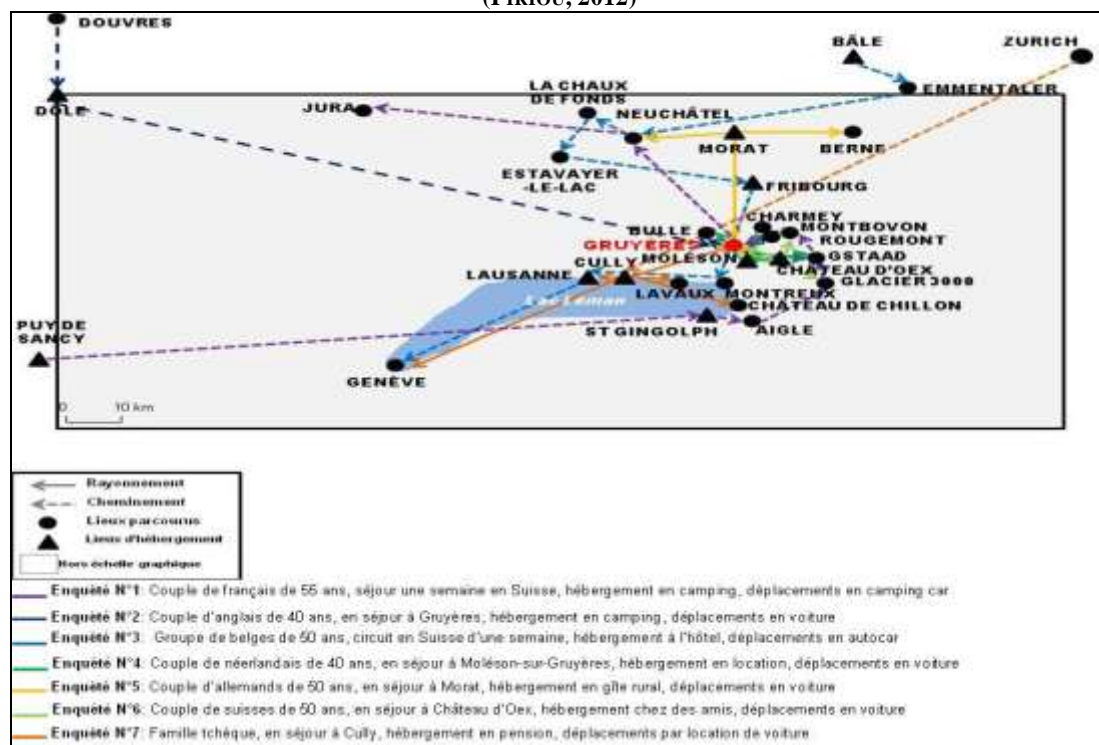 (PIRIOU, 2012)
DOUVRES
BÂLE
ZURICH
DÔLE
JURA
LA CHAUX
DE FONDS
NEUCHÂTEL
EMMENTALER
MORAT
BERNE
ESTAVAYER
-LE-LAC
FRIBOURG
CHARMEY
BULLE
MONTBOVON
GRUYÈRES
ROUGEMONT
MOLÉSON
GSTAAD
CULLY
CHÂTEAU D'OEX
LAUSANNE
GLACIER 3000
LAVAUX
MONTREUX
Lac Léman
CHÂTEAU DE CHILLON
PUY DE
SANCY
ST GINGOLPH
AIGLE
GENÈVE
0 10 km
Rayonnement
Cheminement
Lieux parcourus
Lieux d'hébergement
Hors échelle graphique
Enquêté N°1: Couple de français de 55 ans, séjour une semaine en Suisse, hébergement en camping, déplacements en camping car
Enquêté N°2: Couple d'anglais de 40 ans, en séjour à Gruyères, hébergement en camping, déplacements en voiture
Enquêté N°3: Groupe de belges de 50 ans, circuit en Suisse d'une semaine, hébergement à l'hôtel, déplacements en autocar
Enquêté N°4: Couple de néerlandais de 40 ans, en séjour à Moléson-sur-Gruyères, hébergement en location, déplacements en voiture
Enquêté N°5: Couple d'allemands de 50 ans, en séjour à Morat, hébergement en gîte rural, déplacements en voiture
Enquêté N°6: Couple de suisses de 50 ans, en séjour à Château d'Oex, hébergement chez des amis, déplacements en voiture
Enquêté N°7: Famille tchèque, en séjour à Cully, hébergement en pension, déplacements par location de voiture